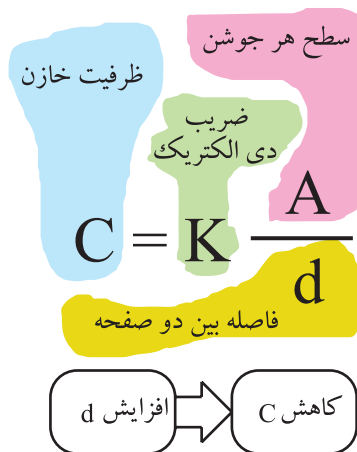 سطح هر جوشن
ظرفیت خازن
ضریب
دی الکتریک
C = K A
d
فاصله بین دو صفحه
افزایش d
کاهش C